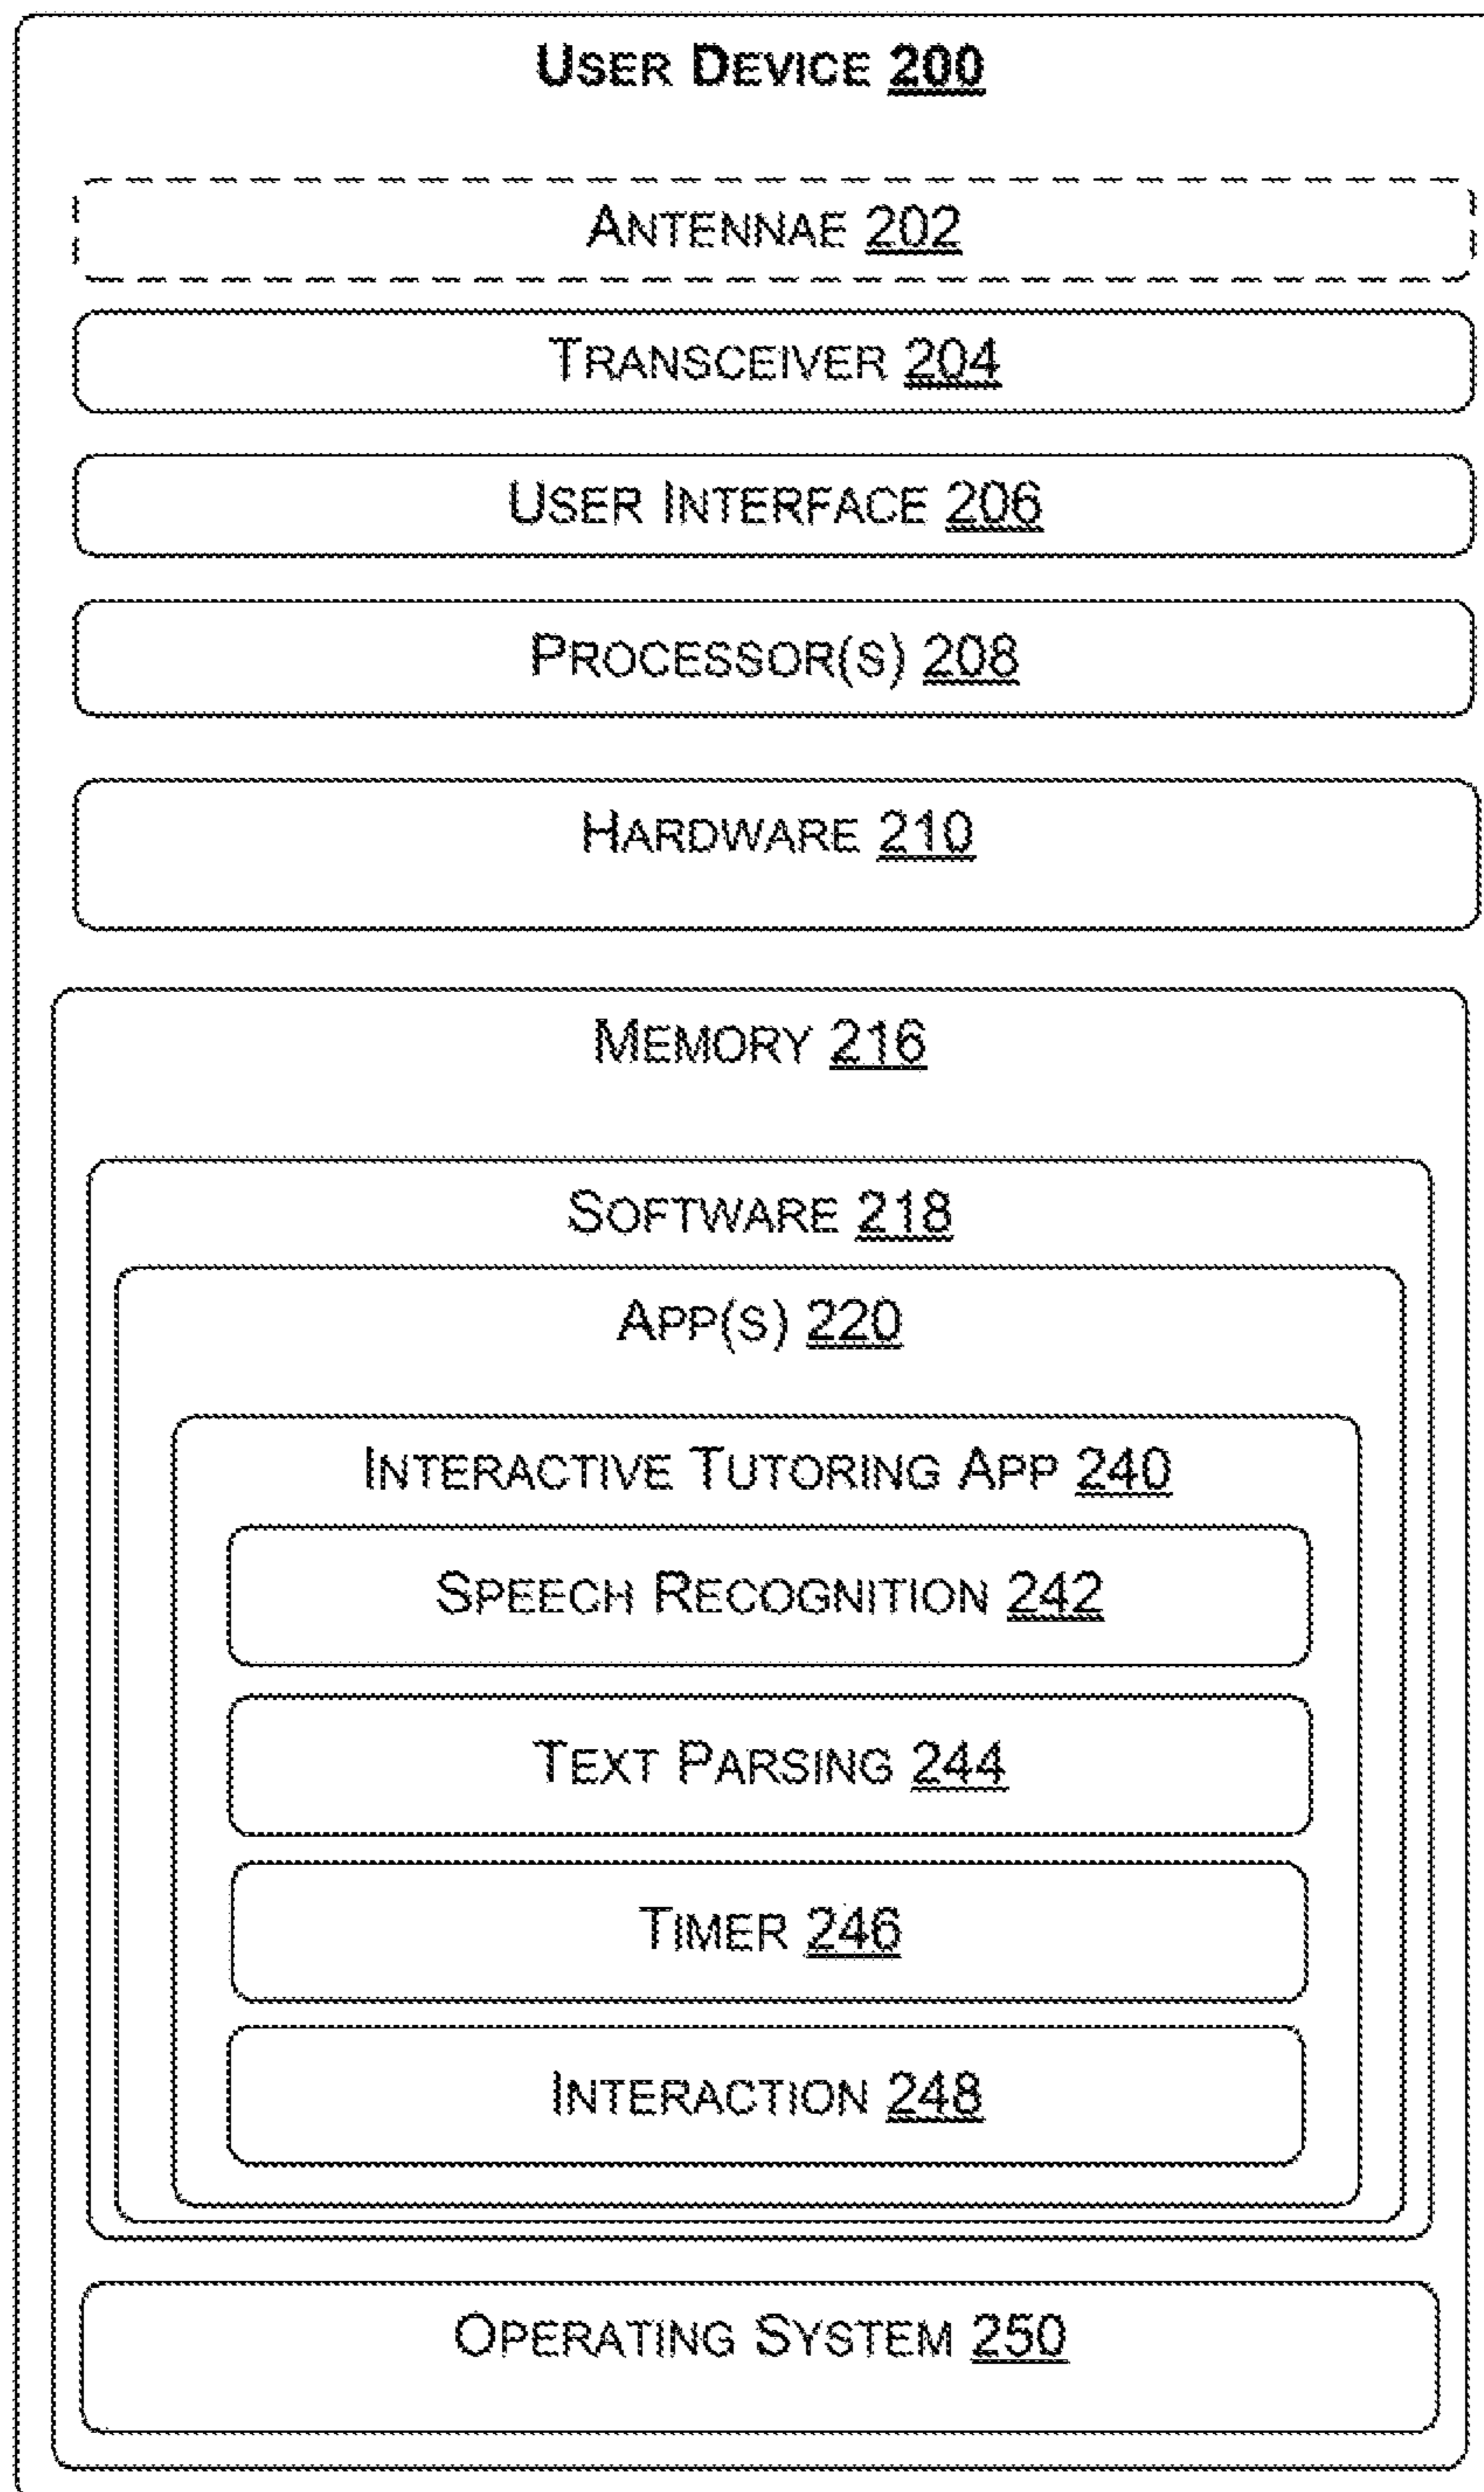 USER DEVICE 200
ANTENNAE 202
TRANSCEIVER 204
USER INTERFACE 206
PROCESSOR(S) 208
HARDWARE 210
MEMORY 216
SOFTWARE 218
APP(S) 220
INTERACTIVE TUTORING APP 240
SPEECH RECOGNITION 242
TEXT PARSING 244
TIMER 246
INTERACTION 248
OPERATING SYSTEM 250